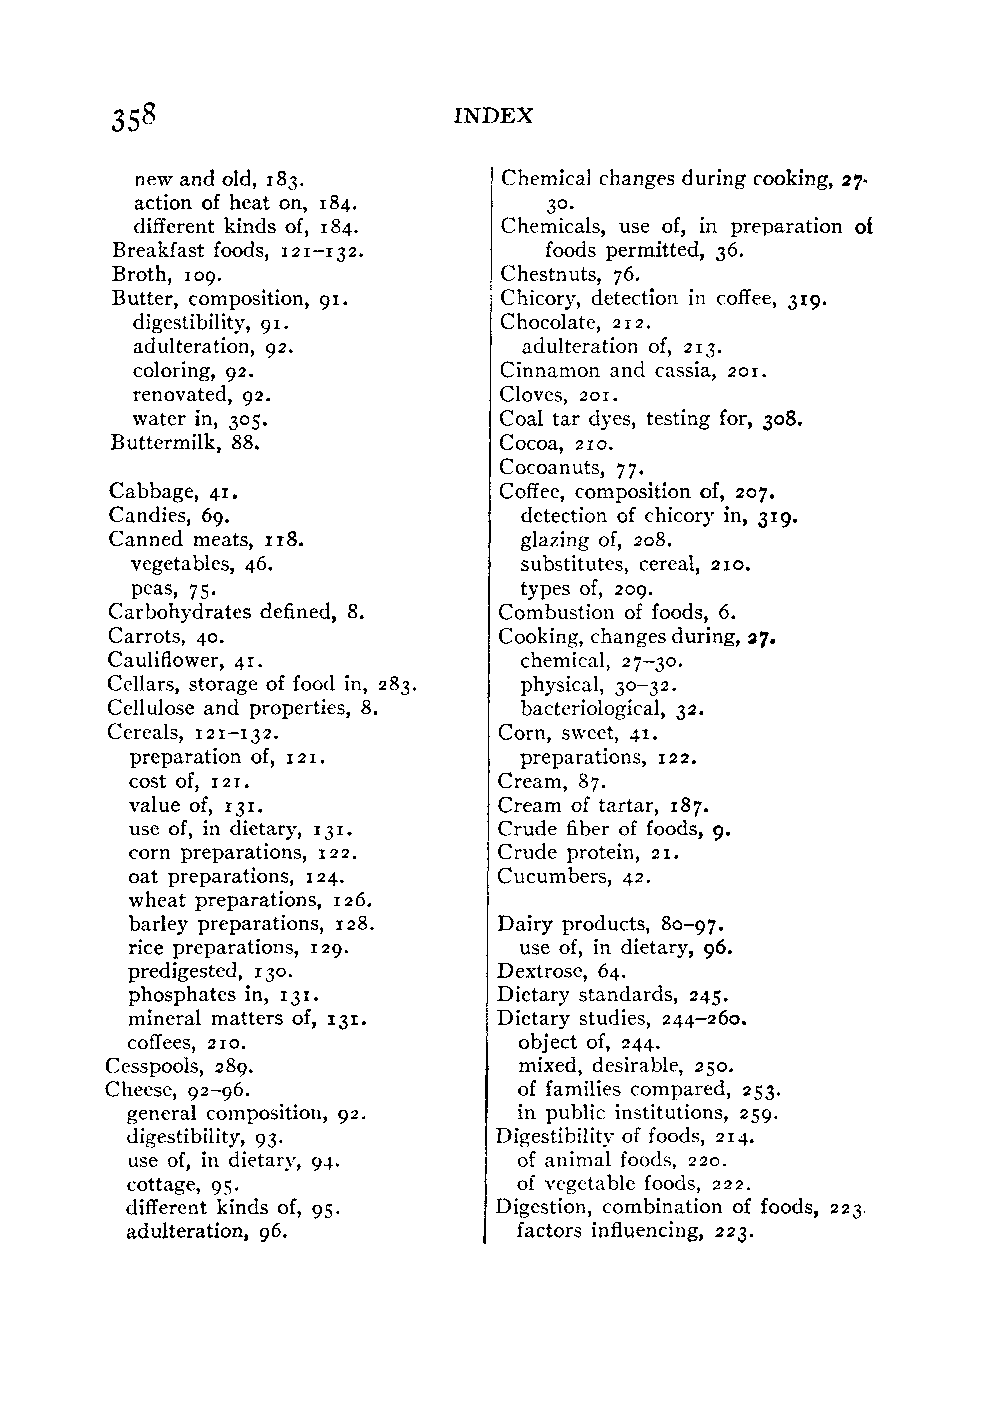 358
INDEX
new and old, 183.
action of heat on, 184.
different kinds of, 184.
Breakfast foods, 121–132.
Broth, 109.
Butter, composition, 91.
digestibility, 91.
adulteration, 92.
coloring, 92.
renovated, 92.
water in, 305.
Buttermilk, 88.
Cabbage, 41.
Candies, 69.
Canned meats, 118.
vegetables, 46.
peas, 75.
Carbohydrates defined, 8.
Carrots, 40.
Cauliflower, 41.
Cellars, storage of food in, 283.
Cellulose and properties, 8.
Cereals, 121–132.
preparation of, 121.
cost of, 121.
value of, 131.
use of, in dietary, 131.
corn preparations, 122.
oat preparations, 124.
wheat preparations, 126.
barley preparations, 128.
rice preparations, 129.
predigested, 130.
phosphates in, 131.
mineral matters of, 131.
coffees, 210.
Cesspools, 289.
Cheese, 92–96.
general composition, 92.
digestibility, 93.
use of, in dietary, 94.
cottage, 95.
different kinds of, 95.
adulteration, 96.
Chemical changes during cooking, 27-
30.
Chemicals, use of, in preparation of
foods permitted, 36.
Chestnuts, 76.
Chicory, detection in coffee, 319.
Chocolate, 212.
adulteration of, 213.
Cinnamon and cassia, 201.
Cloves, 201.
Coal tar dyes, testing for, 308.
Cocoa, 210.
Cocoanuts, 77.
Coffee, composition of, 207.
detection of chicory in, 319.
glazing of, 208.
substitutes, cereal, 210.
types of, 209.
Combustion of foods, 6.
Cooking, changes during, 27.
chemical, 27–30.
physical, 30–32.
bacteriological, 32.
Corn, sweet, 41.
preparations, 122.
Cream, 87.
Cream of tartar, 187.
Crude fiber of foods, 9.
Crude protein, 21.
Cucumbers, 42.
Dairy products, 80–97.
use of, in dietary, 96.
Dextrose, 64.
Dietary standards, 245.
Dietary studies, 244–260.
object of, 244.
mixed, desirable, 250.
of families compared, 253.
in public institutions, 259.
Digestibility of foods, 214.
of animal foods, 220.
of vegetable foods, 222.
Digestion, combination of foods, 223.
factors influencing, 223.